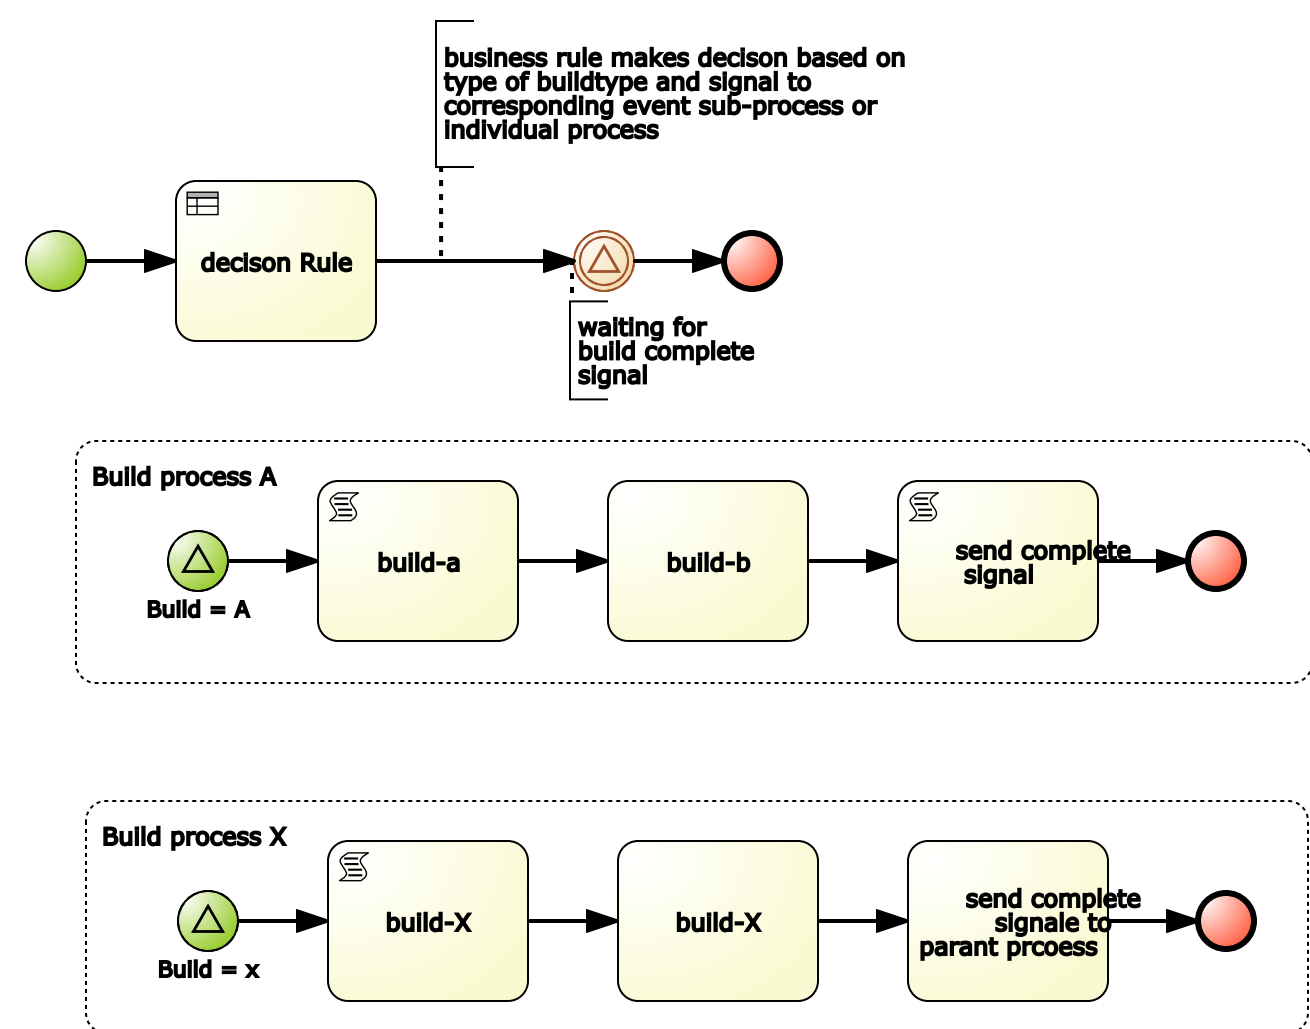 business rule makes decison based on
type of buildtype and signal to
corresponding event sub-process or
individual process
decison Rule
waiting for
build complete
signal
Build process A
build-a
build-b
send complete
signal
Build = A
Build process X
build-X
build-X
send complete
signale to
parant prcoess
Build = x